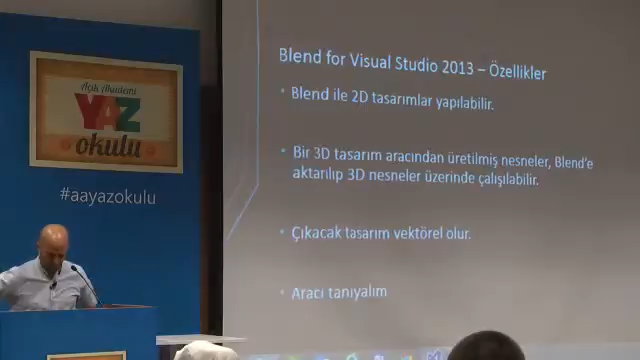 Açık Akademi
YAZ
okulu
#aayazokulu
Blend for Visual Studio 2013 – Özellikler
• Blend ile 2D tasarımlar yapılabilir.
• Bir 3D tasarım aracından üretilmiş nesneler, Blend'e
aktarılıp 3D nesneler üzerinde çalışılabilir.
• Çıkacak tasarım vektörel olur.
• Aracı tanıyalım